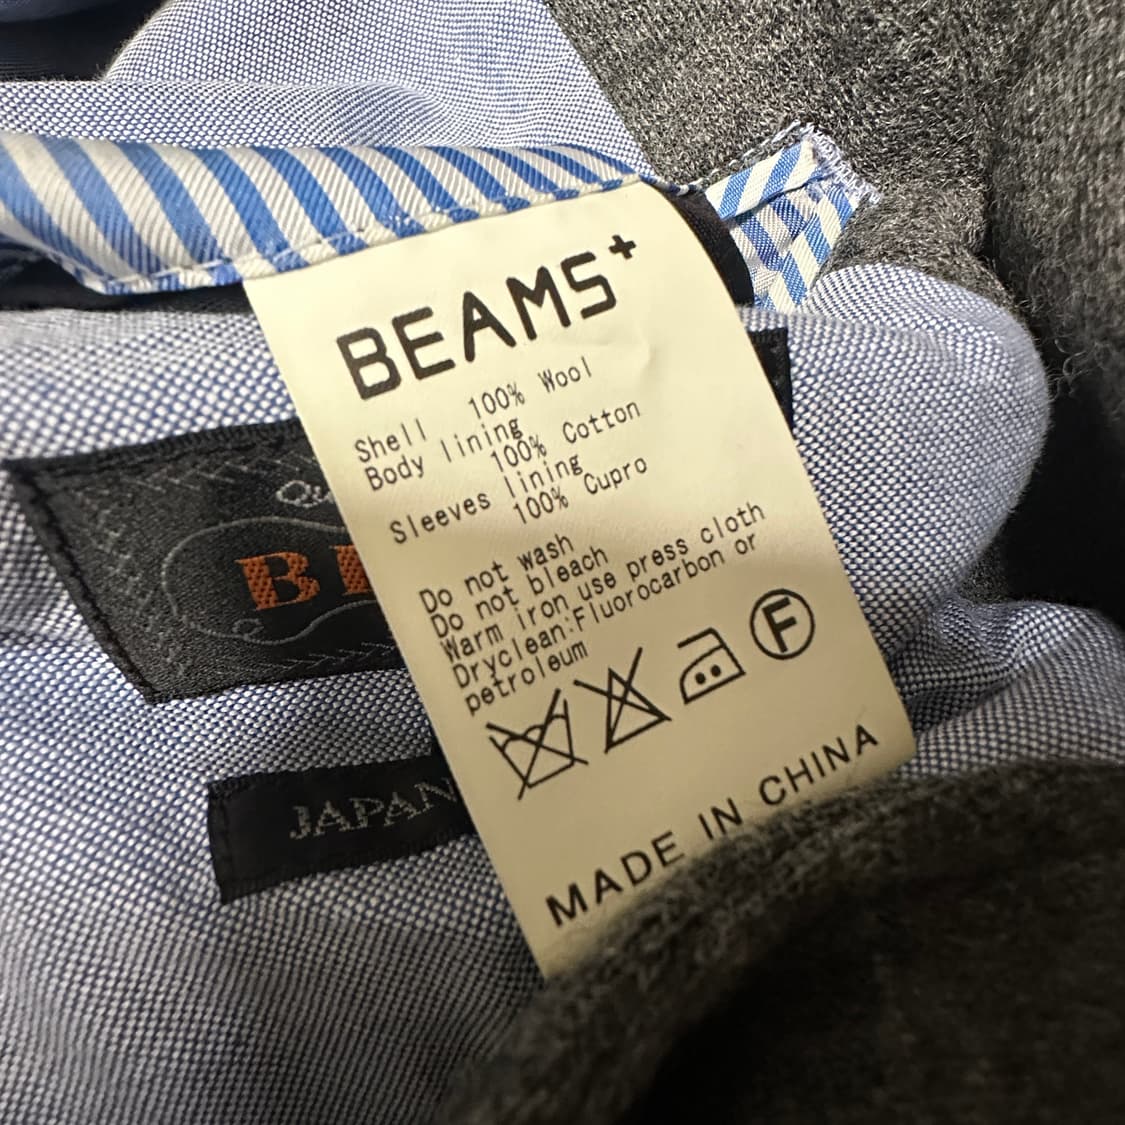 BEAMS+
Shell 100% Wool
Body lining
100% Cotton
Sleeves lining
100% Cupro
Do not wash
Do not bleach
Warm iron use press cloth
Dryclean:Fluorocarbon or
petroleum
F
MADE IN CHINA
JAPAN